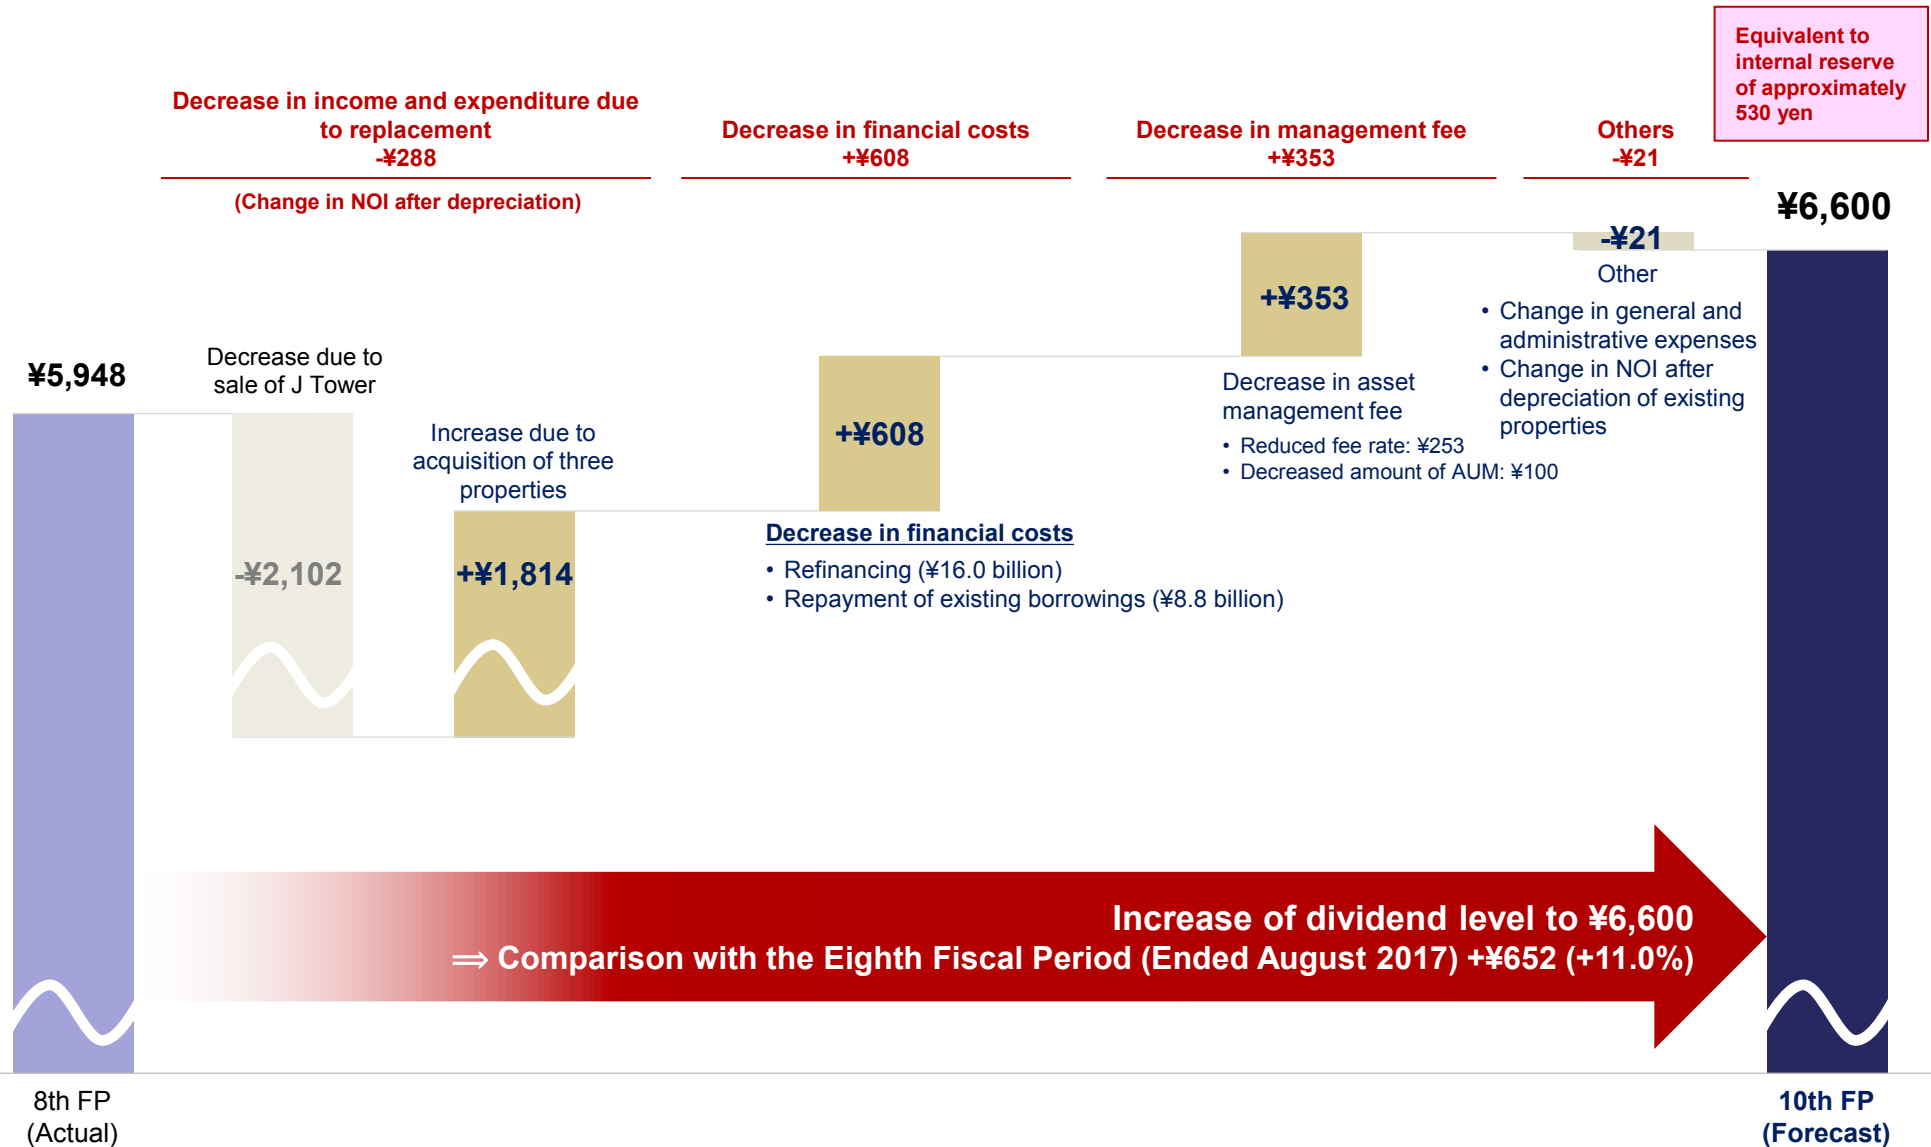 Equivalent to
internal reserve
of approximately
530 yen
Decrease in income and expenditure due
to replacement
-¥288
(Change in NOI after depreciation)
Decrease in financial costs
+¥608
Decrease in management fee
+¥353
Others
-¥21
¥5,948
Decrease due to
sale of J Tower
-¥2,102
Increase due to
acquisition of three
properties
+¥1,814
+¥608
Decrease in financial costs
• Refinancing (¥16.0 billion)
• Repayment of existing borrowings (¥8.8 billion)
+¥353
Decrease in asset
management fee
• Reduced fee rate: ¥253
• Decreased amount of AUM: ¥100
-¥21
Other
• Change in general and
administrative expenses
• Change in NOI after
depreciation of existing
properties
¥6,600
Increase of dividend level to ¥6,600
⇒ Comparison with the Eighth Fiscal Period (Ended August 2017) +¥652 (+11.0%)
8th FP
(Actual)
10th FP
(Forecast)